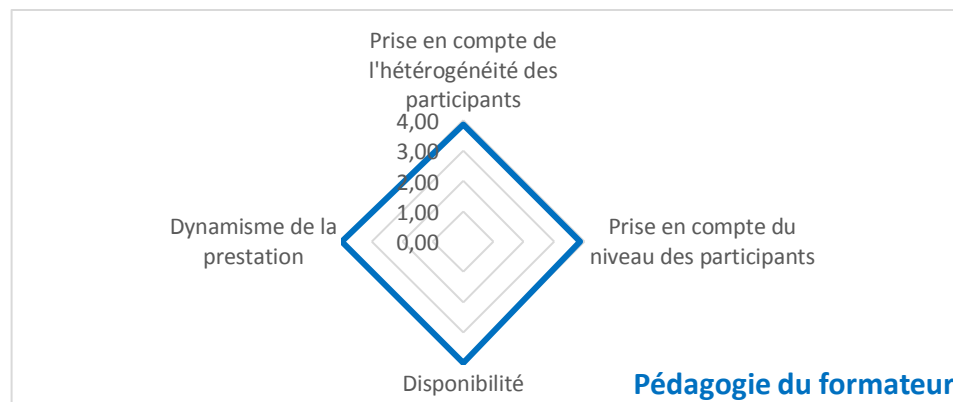 Prise en compte de
l'hétérogénéité des
participants
4,00
3,00
2,00
1,00
0,00
Dynamisme de la
prestation
Prise en compte du
niveau des participants
Disponibilité
Pédagogie du formateur